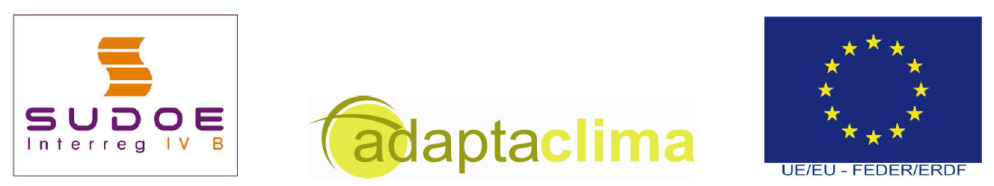 SUDOE
Interreg IV B
adaptaclima
UE/EU - FEDER/ERDF